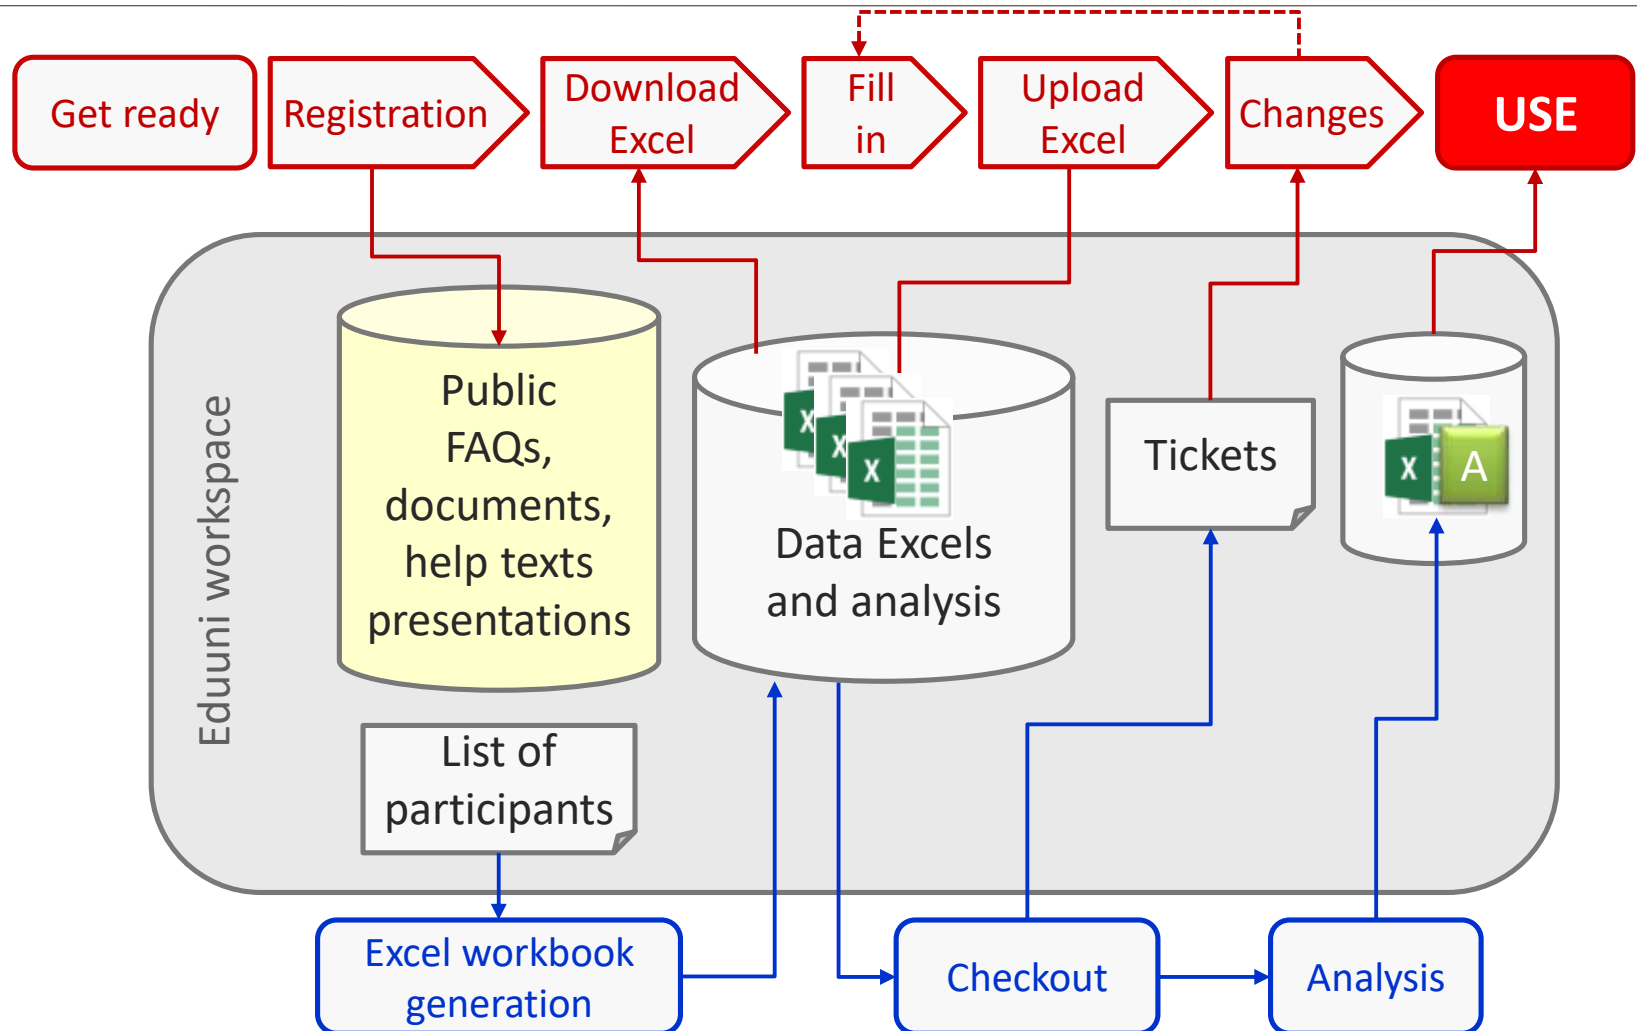 Get ready
Registration
Download
Excel
Fill
in
Upload
Excel
Changes
USE
Eduuni workspace
Public
FAQs,
documents,
help texts
presentations
X
X
X
Data Excels
and analysis
Tickets
X
A
List of
participants
Excel workbook
generation
Checkout
Analysis